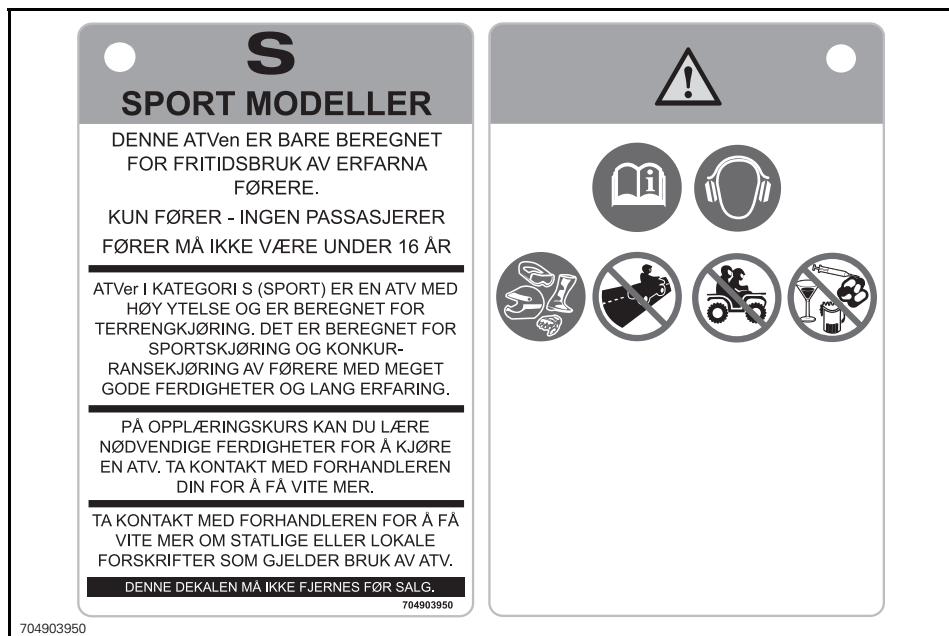 S
SPORT MODELLER
DENNE ATVen ER BARE BEREGNET
FOR FRITIDSBRUK AV ERFARNA
FØRERE.
KUN FØRER - INGEN PASSASJERER
FØRER MÅ IKKE VÆRE UNDER 16 ÅR
ATVer I KATEGORI S (SPORT) ER EN ATV MED
HØY YTELSE OG ER BEREGNET FOR
TERRENGKJØRING. DET ER BEREGNET FOR
SPORTSKJØRING OG KONKUR-
RANSEKJØRING AV FØRERE MED MEGET
GODE FERDIGHETER OG LANG ERFARING.
PÅ OPPLÆRINGSKURS KAN DU LÆRE
NØDVENDIGE FERDIGHETER FOR Å KJØRE
EN ATV. TA KONTAKT MED FORHANDLEREN
DIN FOR Å FÅ VITE MER.
TA KONTAKT MED FORHANDLEREN FOR Å FÅ
VITE MER OM STATLIGE ELLER LOKALE
FORSKRIFTER SOM GJELDER BRUK AV ATV.
DENNE DEKALEN MÅ IKKE FJERNES FØR SALG.
704903950
704903950